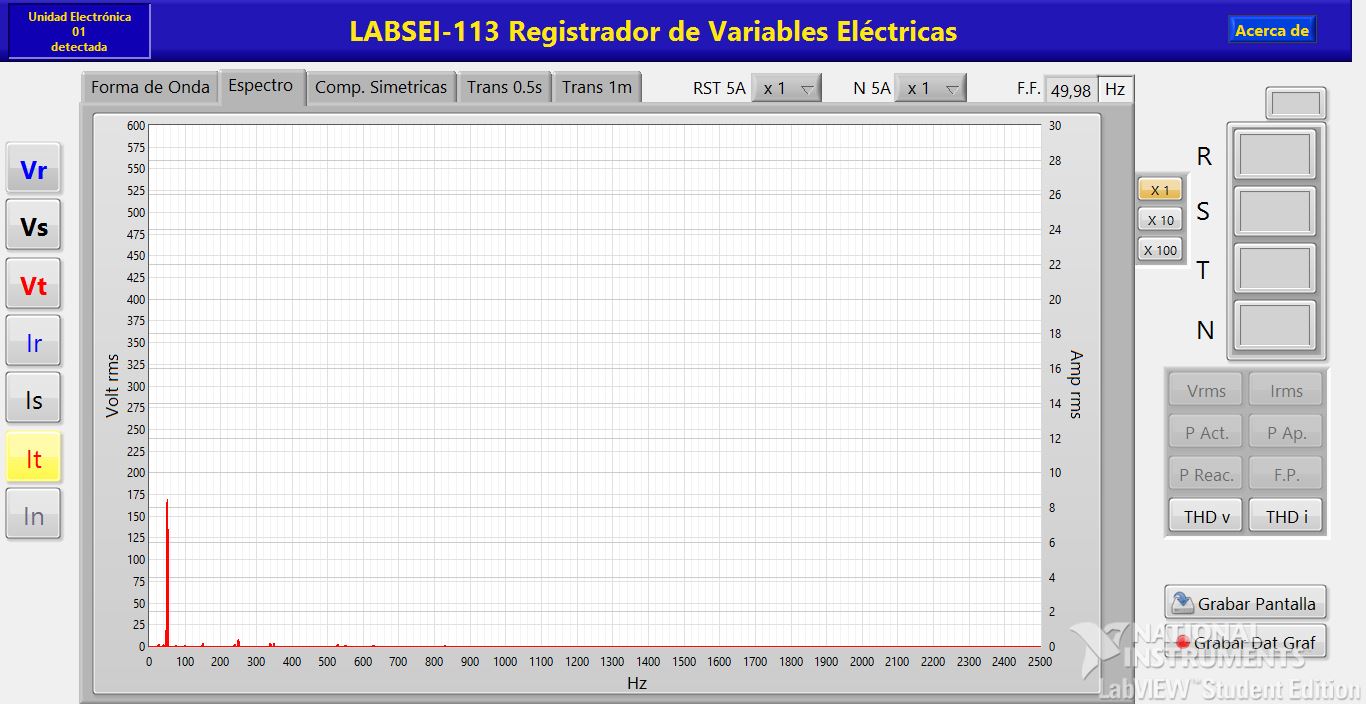 Unidad Electrónica
01
detectada
LABSEI-113 Registrador de Variables Eléctricas
Acerca de
Forma de Onda
Espectro
Comp. Simetricas
Trans 0.5s
Trans 1m
RST 5A
x 1
N 5A
x 1
F.F.
49,98
Hz
Vr
Vs
Vt
Ir
Is
It
In
Volt rms
600
575
550
525
500
475
450
425
400
375
350
325
300
275
250
225
200
175
150
125
100
75
50
25
0
0 100 200 300 400 500 600 700 800 900 1000 1100 1200 1300 1400 1500 1600 1700 1800 1900 2000 2100 2200 2300 2400 2500
Hz
30
28
26
24
22
20
18
16
14
12
10
8
6
4
2
0
Amp rms
X 1
X 10
X 100
R
S
T
N
Vrms
Irms
P Act.
P Ap.
P Reac.
F.P.
THD v
THD i
Grabar Pantalla
Grabar Dat Graf
NATIONAL
INSTRUMENTS
LabVIEW™ Student Edition